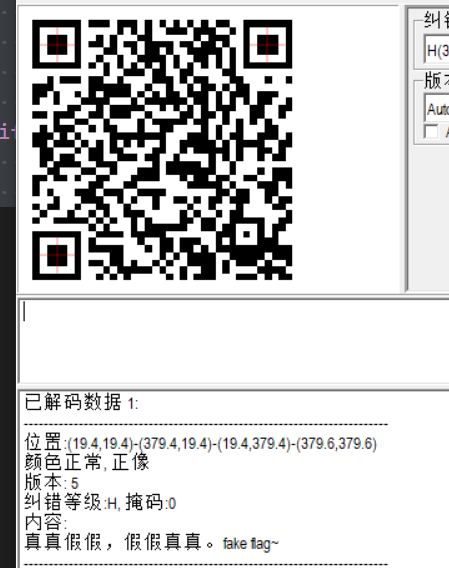 纠错
H(3
版本
Auto
it
已解码数据 1:
----------------------------------------------------------------------
位置:(19.4,19.4)-(379.4,19.4)-(19.4,379.4)-(379.6,379.6)
颜色正常, 正像
版本: 5
纠错等级:H, 掩码:0
内容:
真真假假，假假真真。fake flag~
----------------------------------------------------------------------